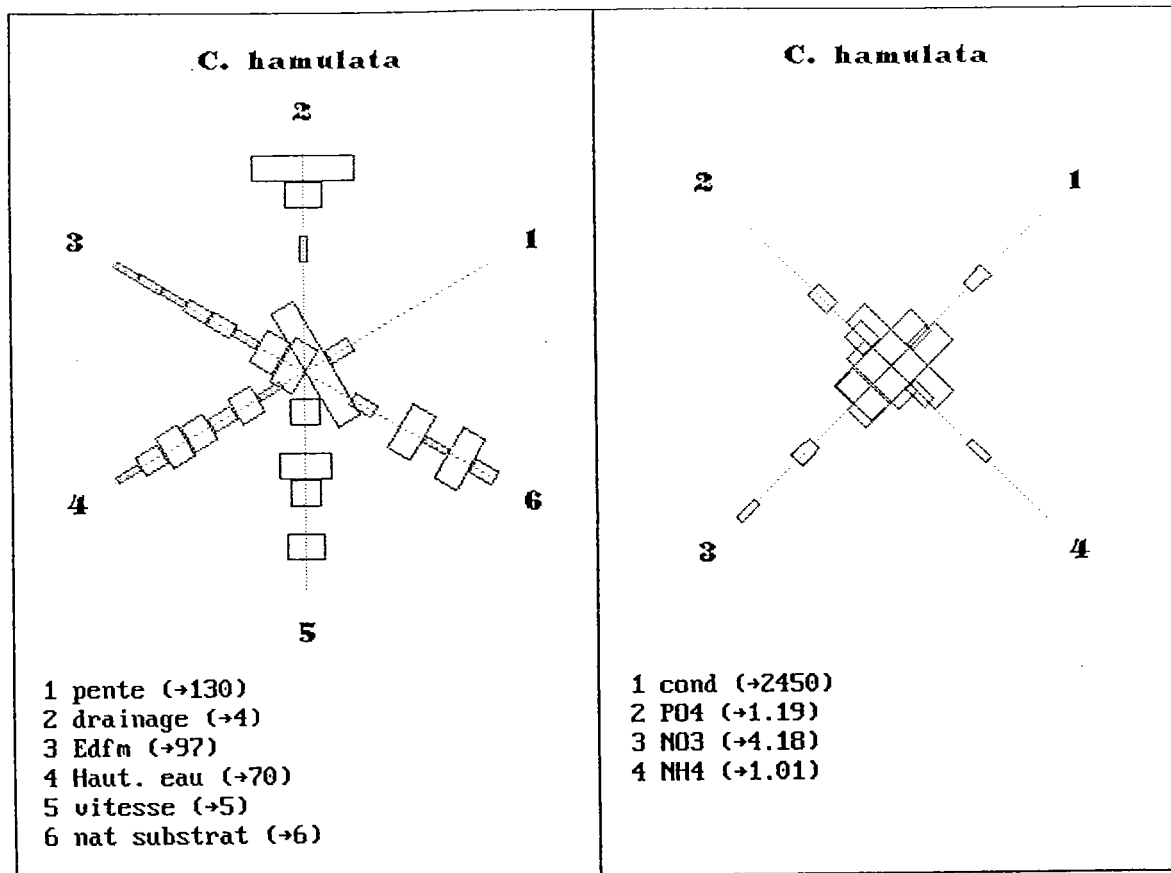 C. hamulata
2
3
1
4
6
5
1 pente (→130)
2 drainage (→4)
3 Edfm (→97)
4 Haut. eau (→70)
5 vitesse (→5)
6 nat substrat (→6)
C. hamulata
2
1
3
4
1 cond (→2450)
2 PO4 (→1.19)
3 NO3 (→4.18)
4 NH4 (→1.01)